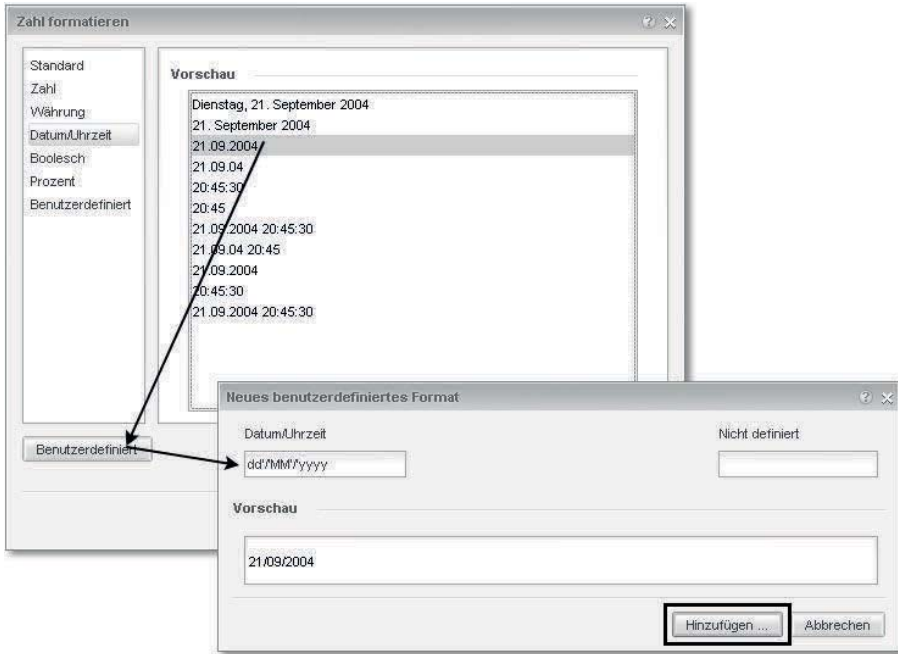 Zahl formatieren
Standard
Zahl
Währung
Datum/Uhrzeit
Boolesch
Prozent
Benutzerdefiniert
Vorschau
Dienstag, 21. September 2004
21. September 2004
21.09.2004
21.09.04
20:45:30
20:45
21.09.2004 20:45:30
21.09.04 20:45
21.09.2004
20:45:30
21.09.2004 20:45:30
Benutzerdefiniert
Neues benutzerdefiniertes Format
Datum/Uhrzeit
Nicht definiert
dd'/'MM'/'yyyy
Vorschau
21/09/2004
Hinzufügen ...
Abbrechen